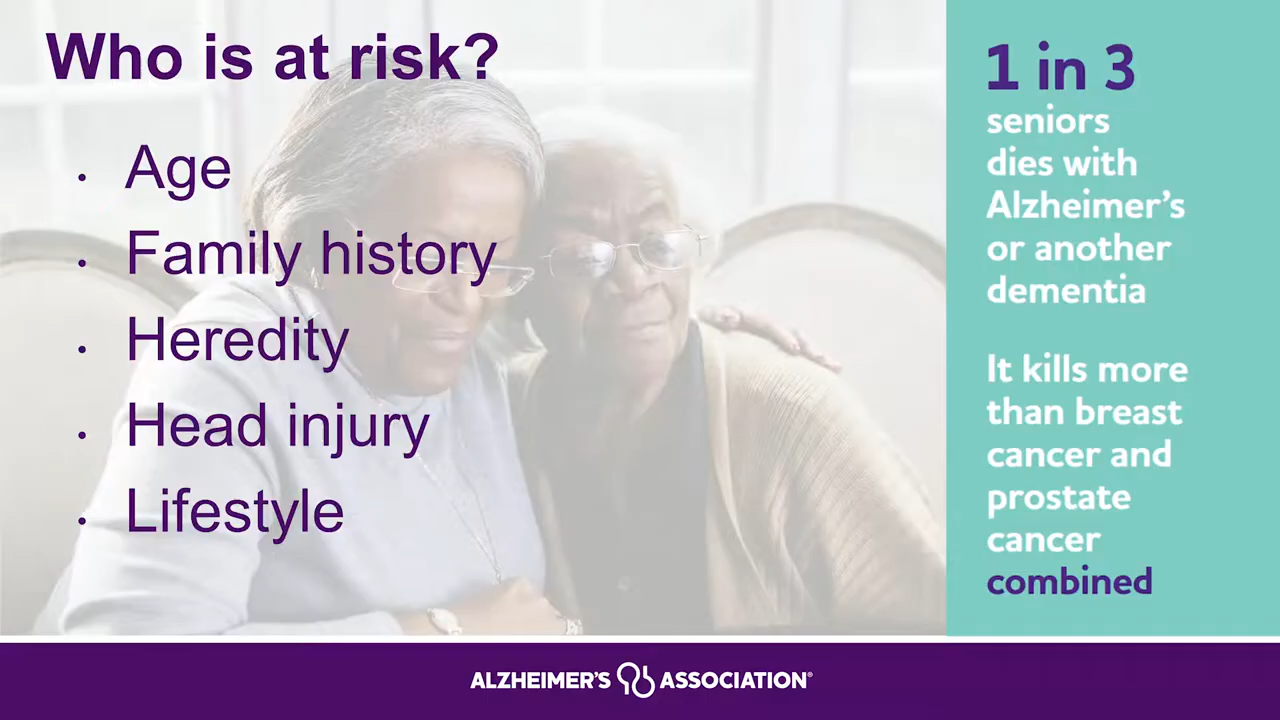 Who is at risk?
• Age
• Family history
• Heredity
• Head injury
• Lifestyle
1 in 3
seniors
dies with
Alzheimer's
or another
dementia
It kills more
than breast
cancer and
prostate
cancer
combined
ALZHEIMER'S ASSOCIATION®